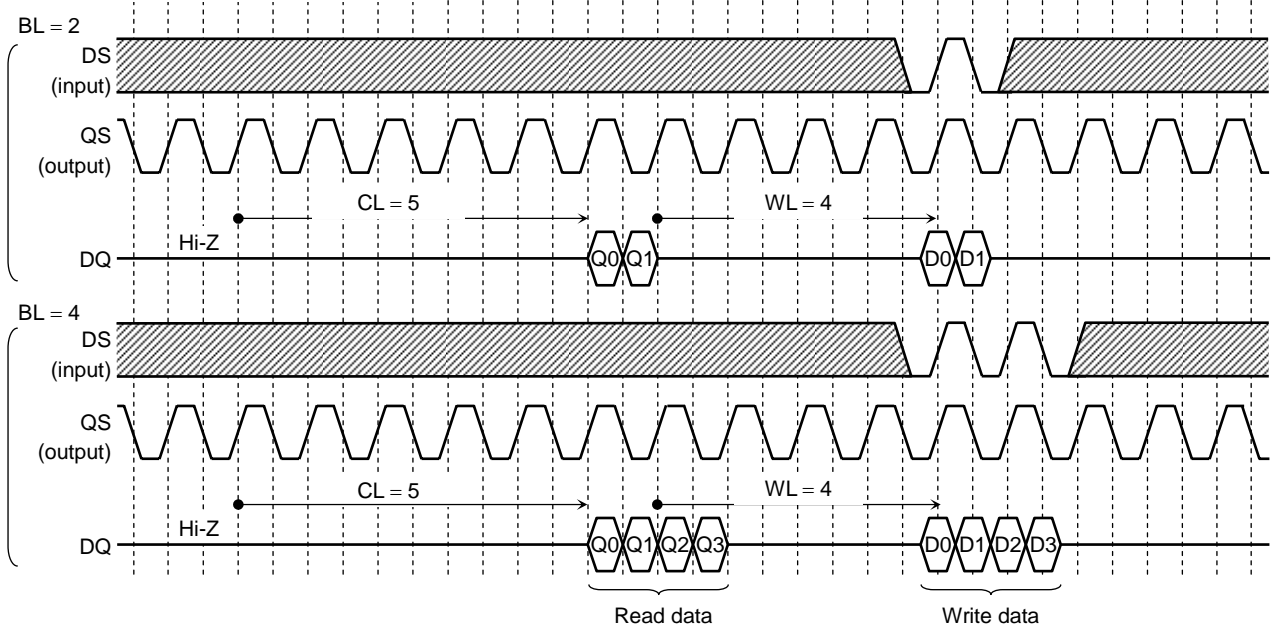 BL = 2
DS
(input)
QS
(output)
CL = 5
WL = 4
Hi-Z
DQ
Q0 Q1
D0 D1
BL = 4
DS
(input)
QS
(output)
CL = 5
WL = 4
Hi-Z
DQ
Q0 Q1 Q2 Q3
D0 D1 D2 D3
Read data
Write data